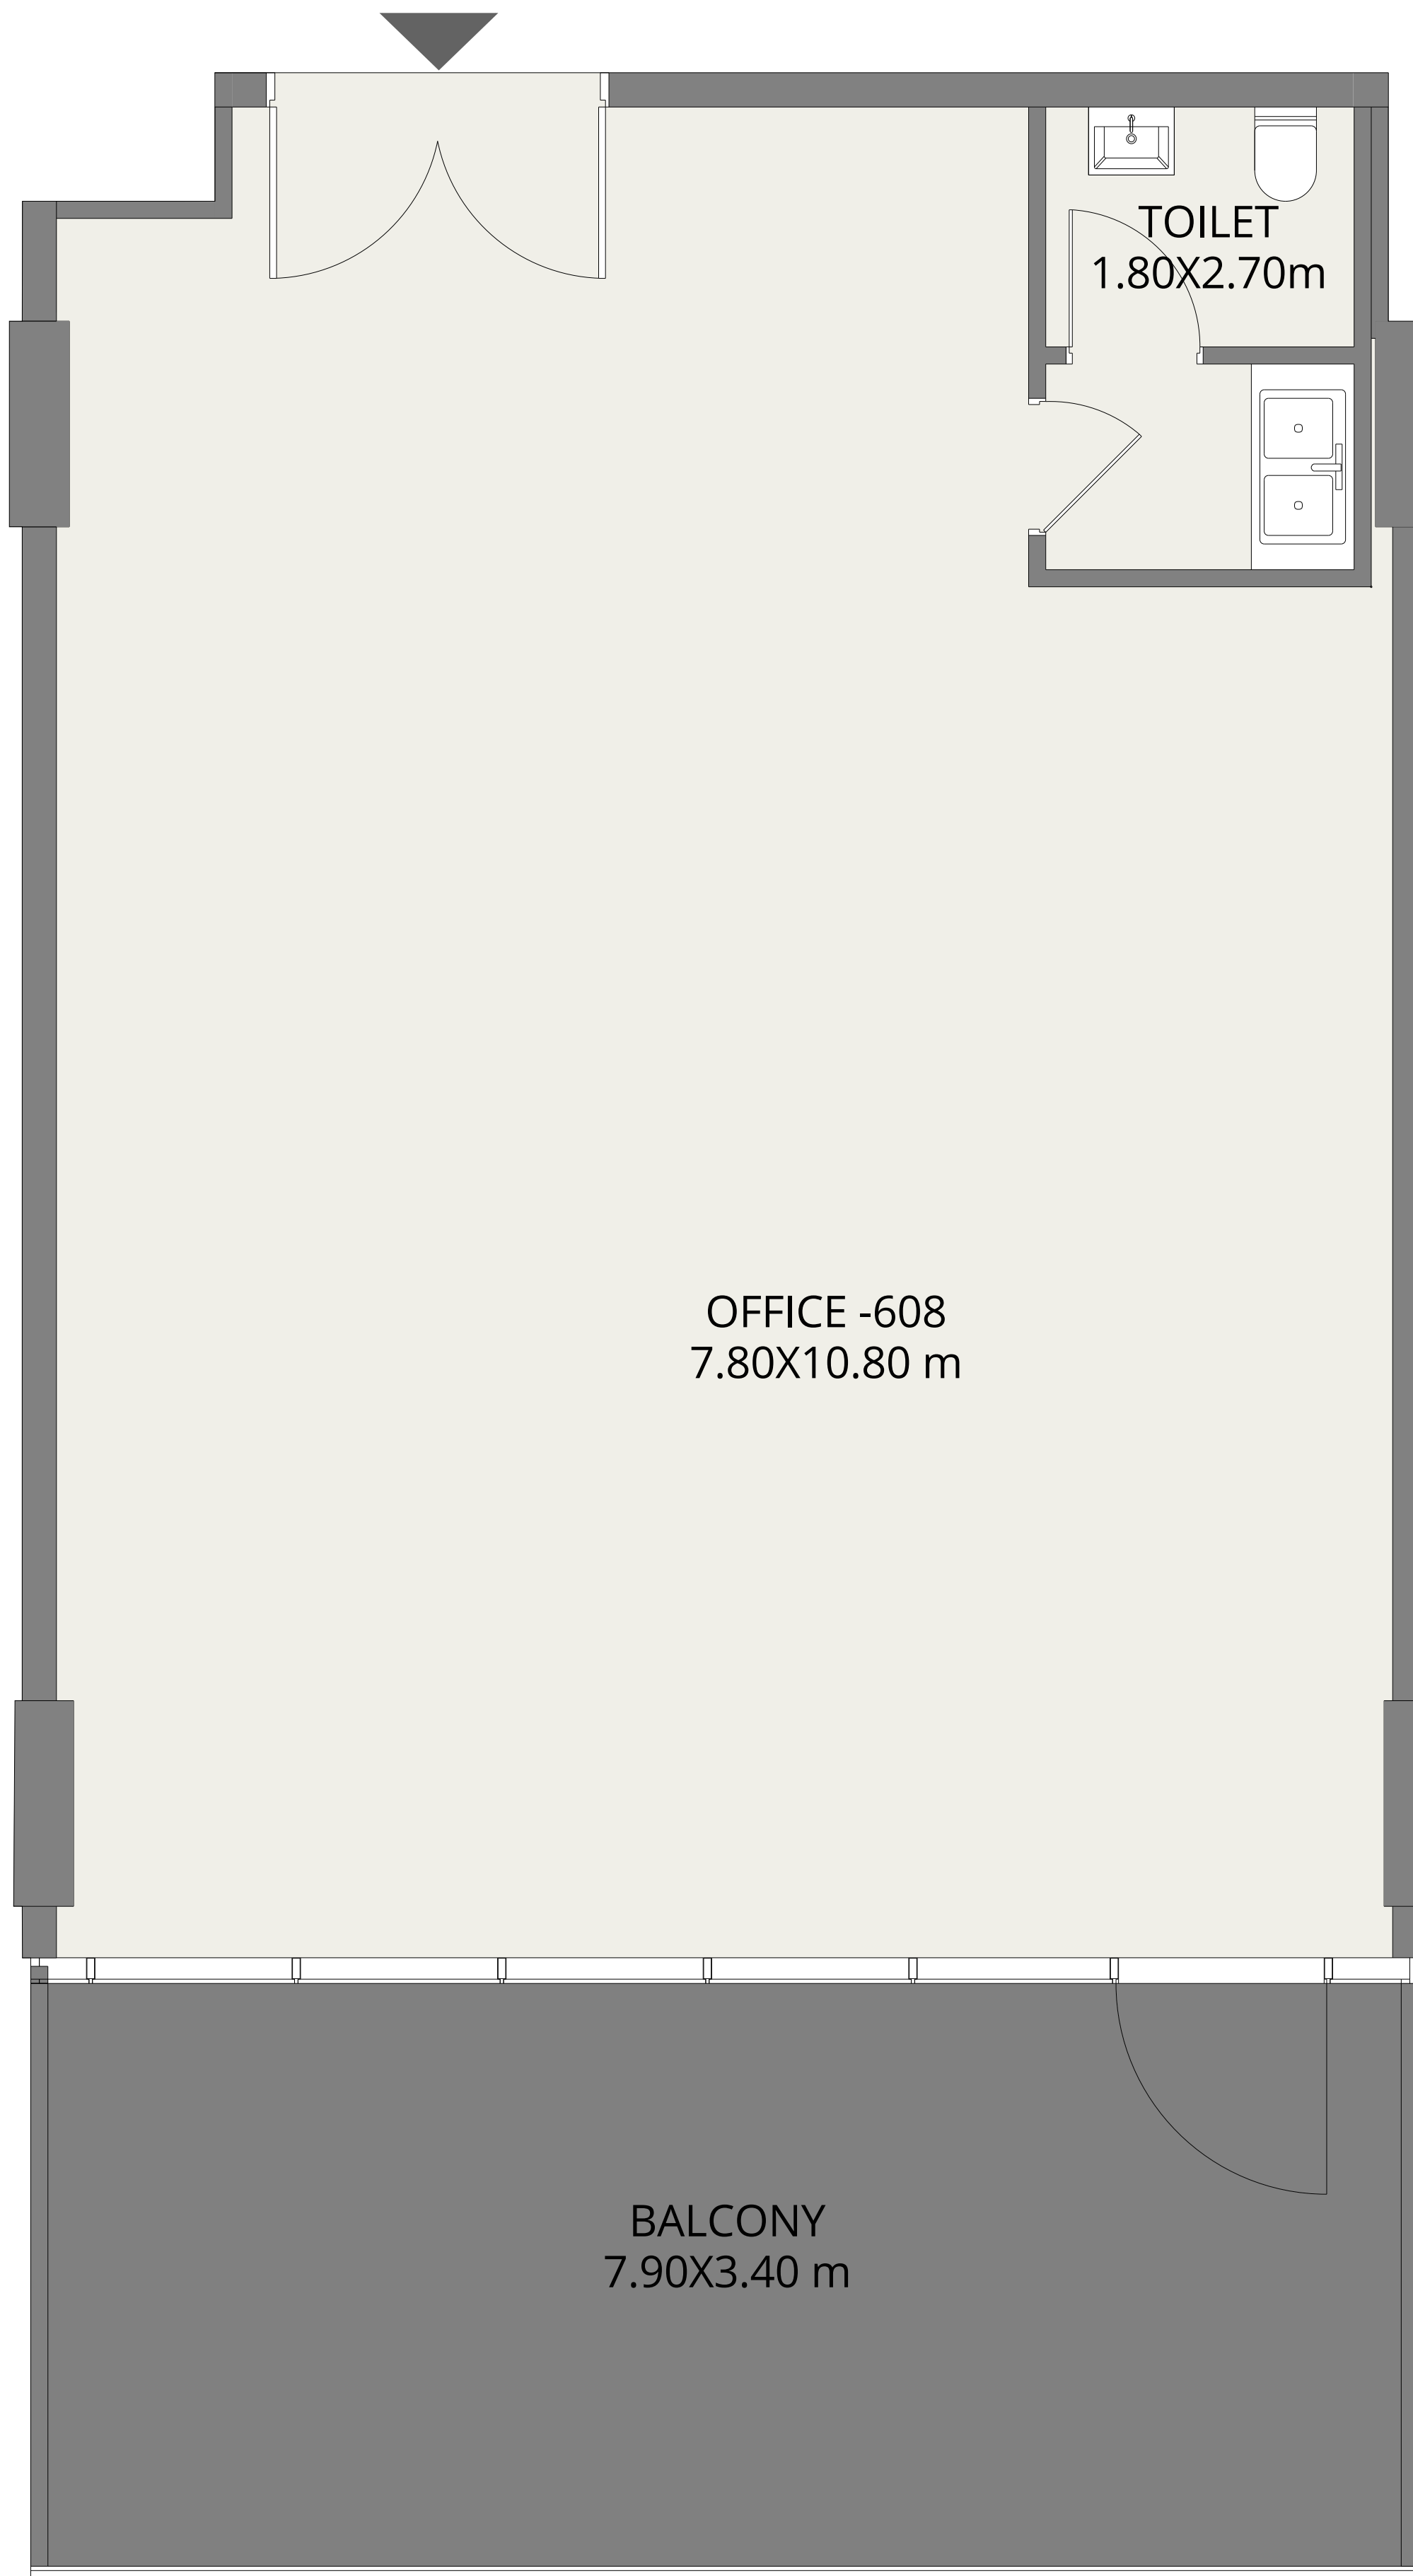 TOILET
1.80X2.70m
OFFICE -608
7.80X10.80 m
BALCONY
7.90X3.40 m